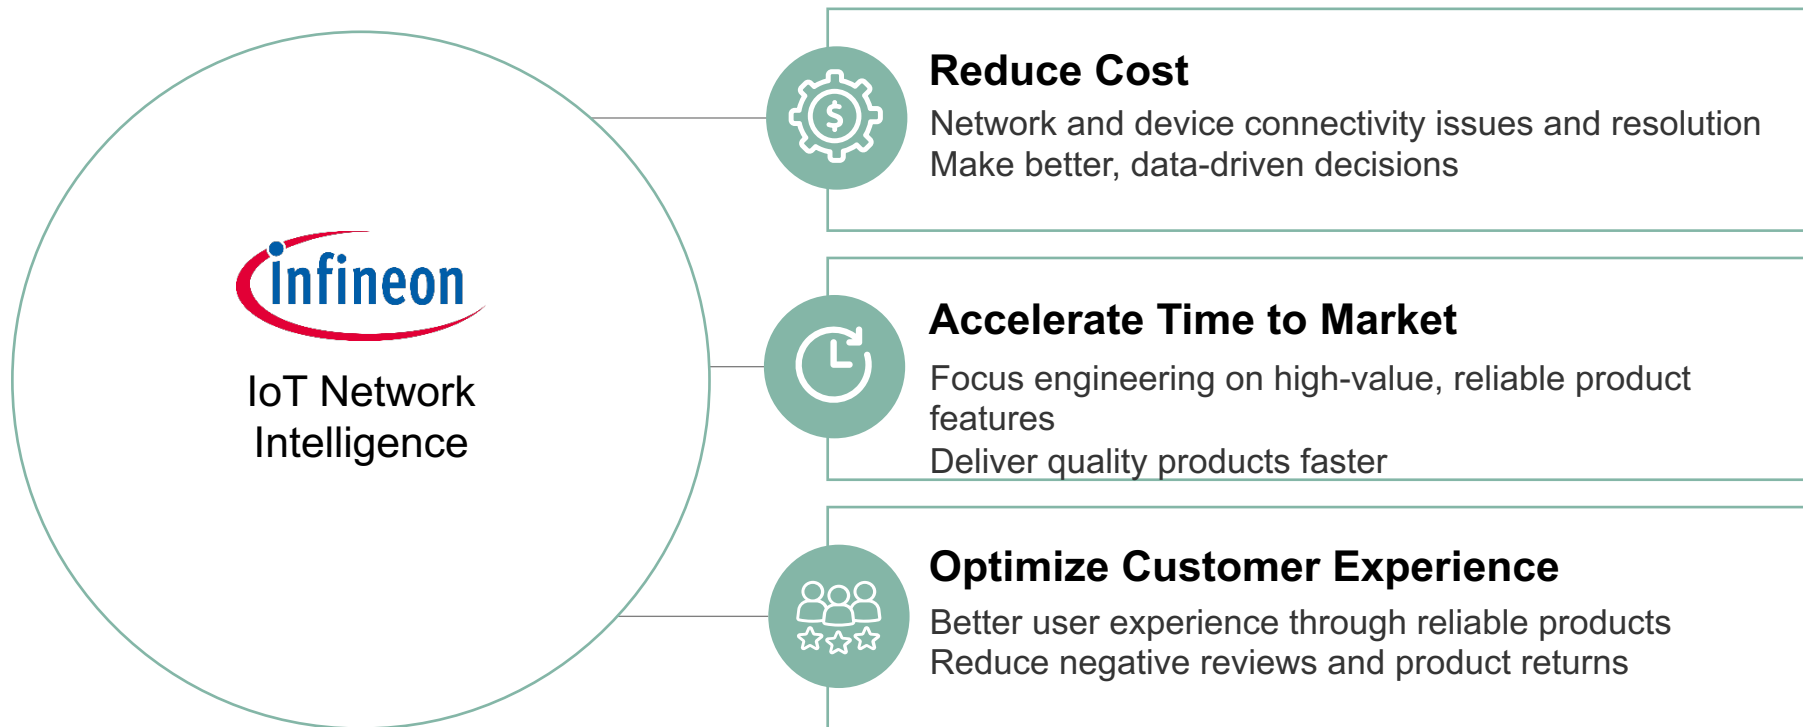 infineon
IoT Network
Intelligence
Reduce Cost
Network and device connectivity issues and resolution
Make better, data-driven decisions
Accelerate Time to Market
Focus engineering on high-value, reliable product
features
Deliver quality products faster
Optimize Customer Experience
Better user experience through reliable products
Reduce negative reviews and product returns
$